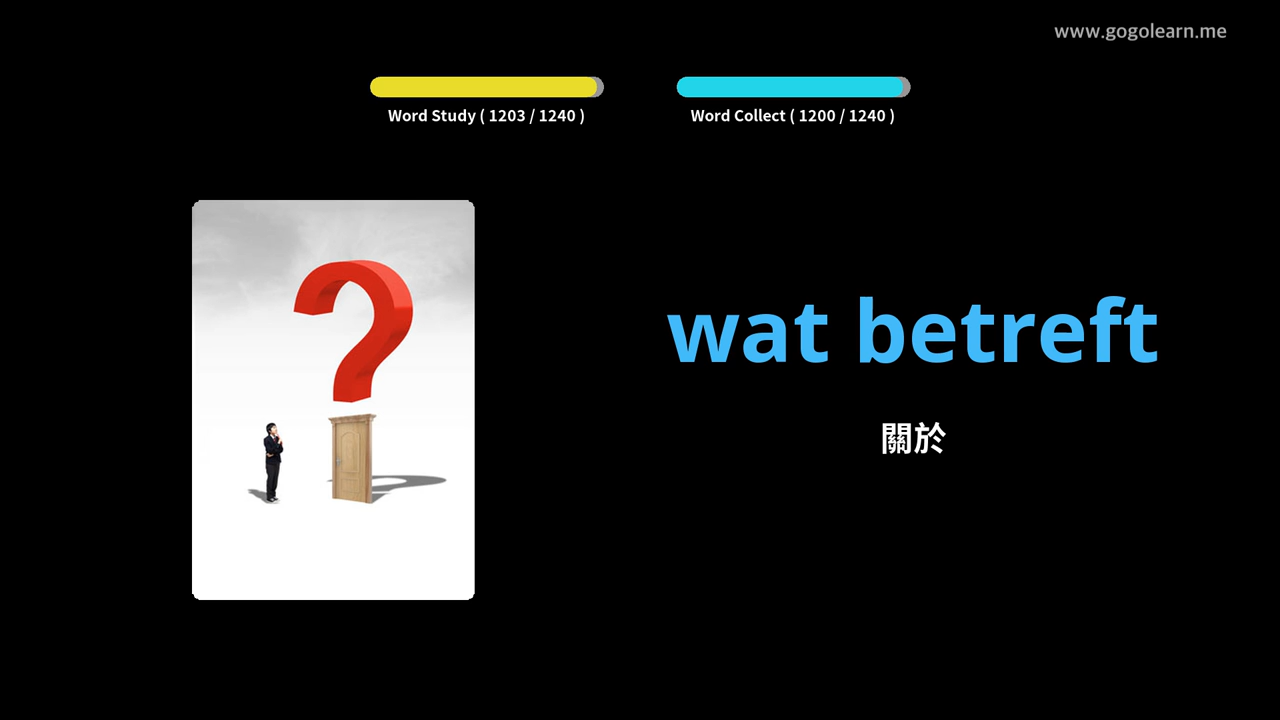 www.gogolearn.me
Word Study ( 1203 / 1240 )
Word Collect ( 1200 / 1240 )
wat betreft
關於